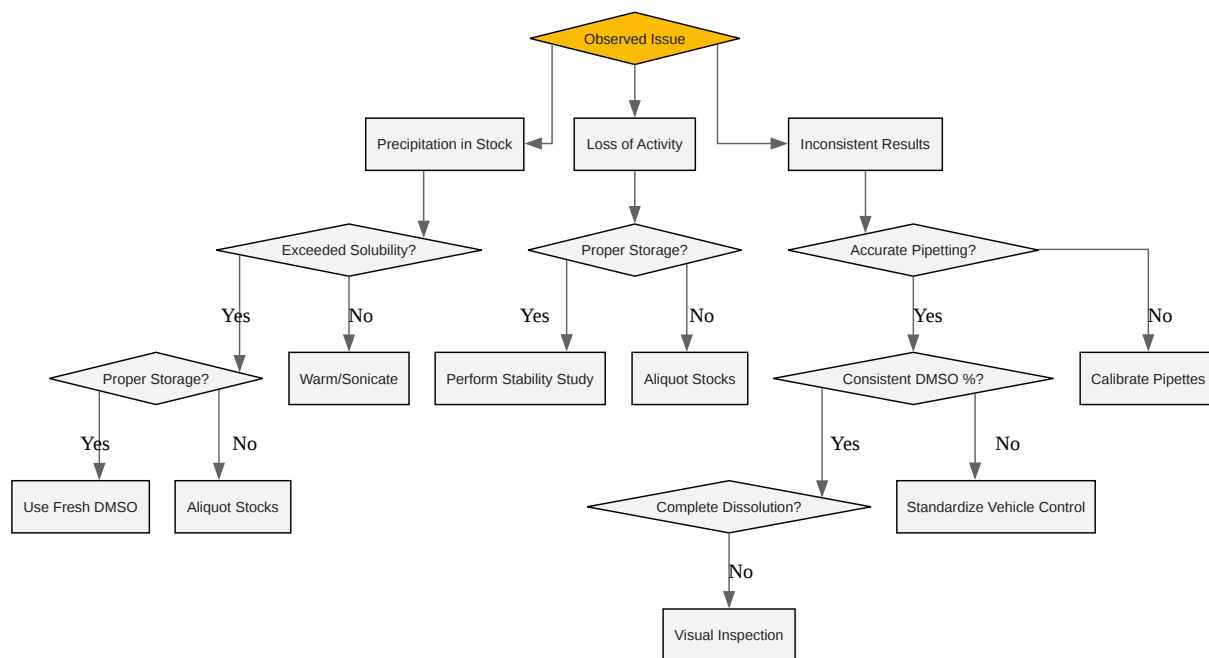 Observed Issue
Precipitation in Stock
Loss of Activity
Inconsistent Results
Exceeded Solubility?
Proper Storage?
Accurate Pipetting?
Yes
No
Yes
No
Yes
No
Proper Storage?
Warm/Sonicate
Perform Stability Study
Aliquot Stocks
Consistent DMSO %?
Calibrate Pipettes
Yes
No
Yes
No
Use Fresh DMSO
Aliquot Stocks
Complete Dissolution?
Standardize Vehicle Control
No
Visual Inspection